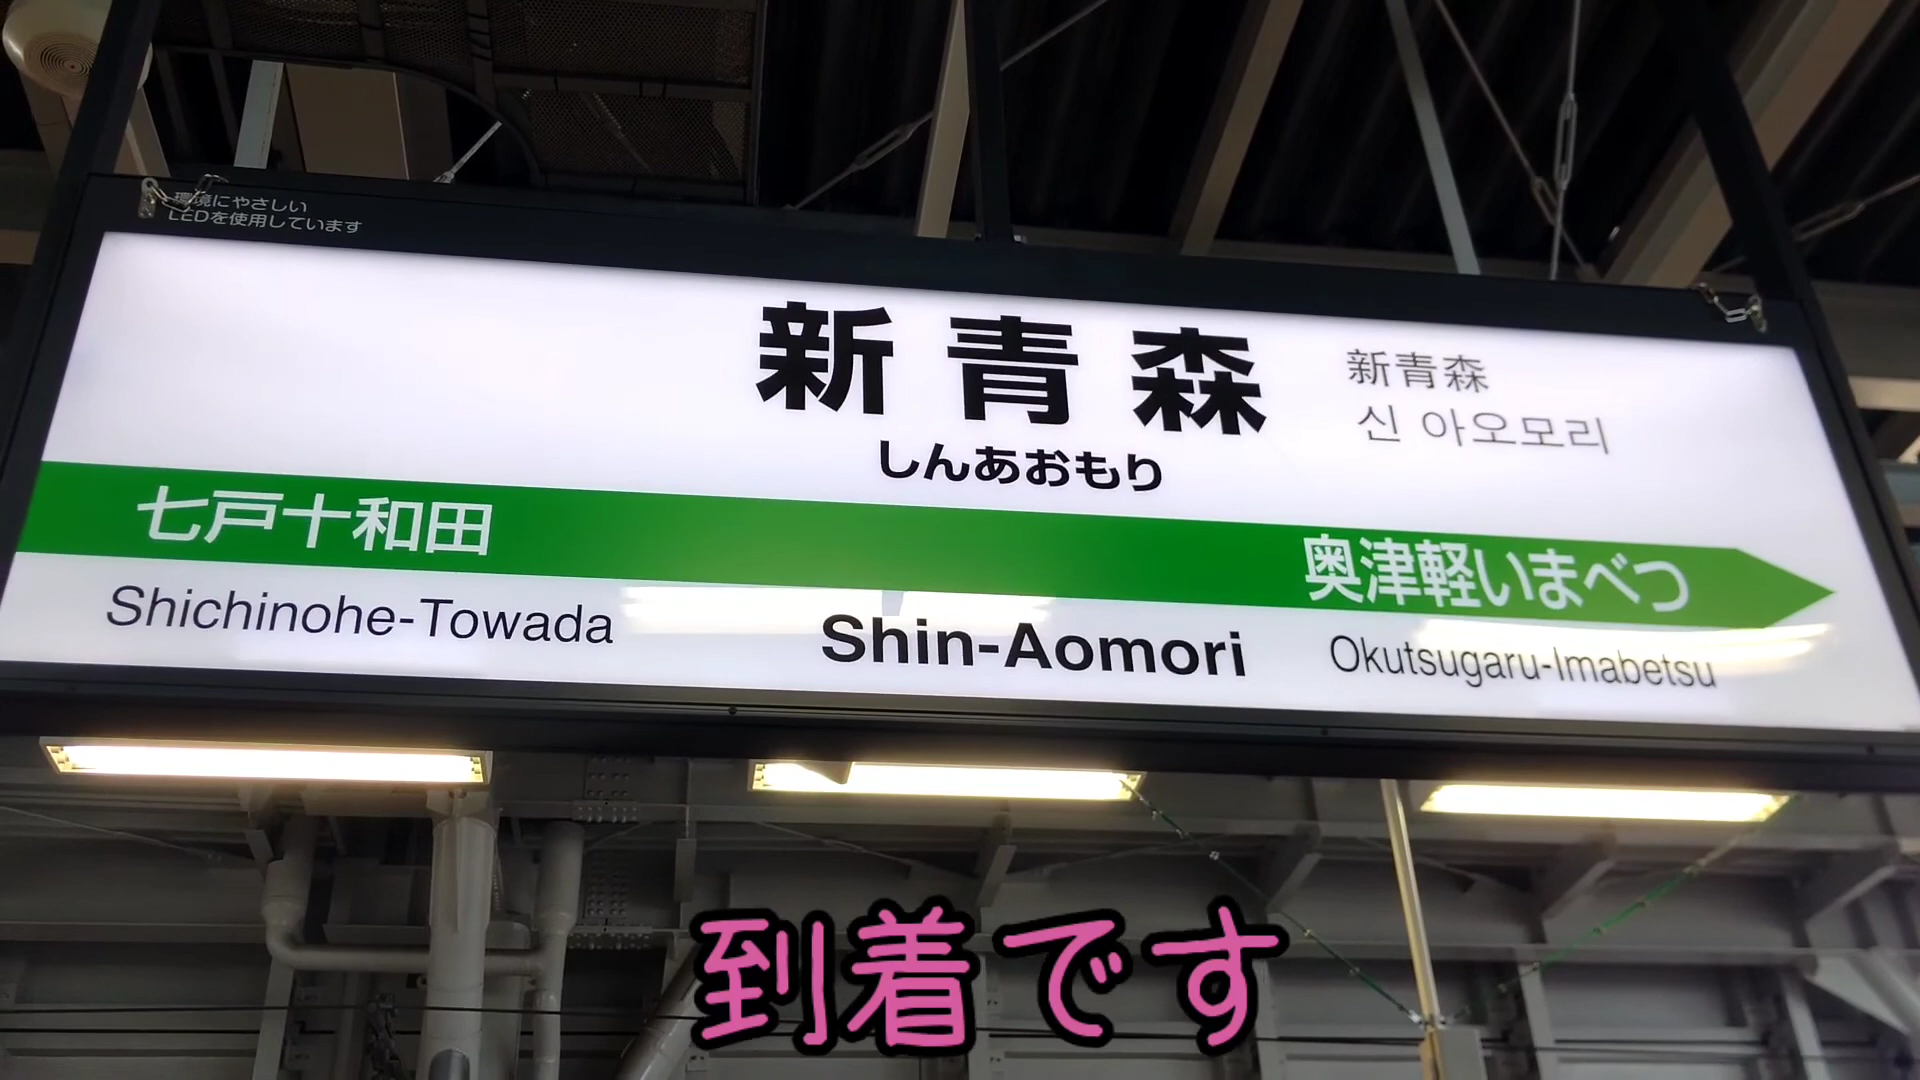 環境にやさしい
LEDを使用しています
新青森
新青森
신 아오모리
しんあおもり
七戸十和田
奥津軽いまべつ
Shichinohe-Towada
Shin-Aomori
Okutsugaru-Imabetsu
到着です